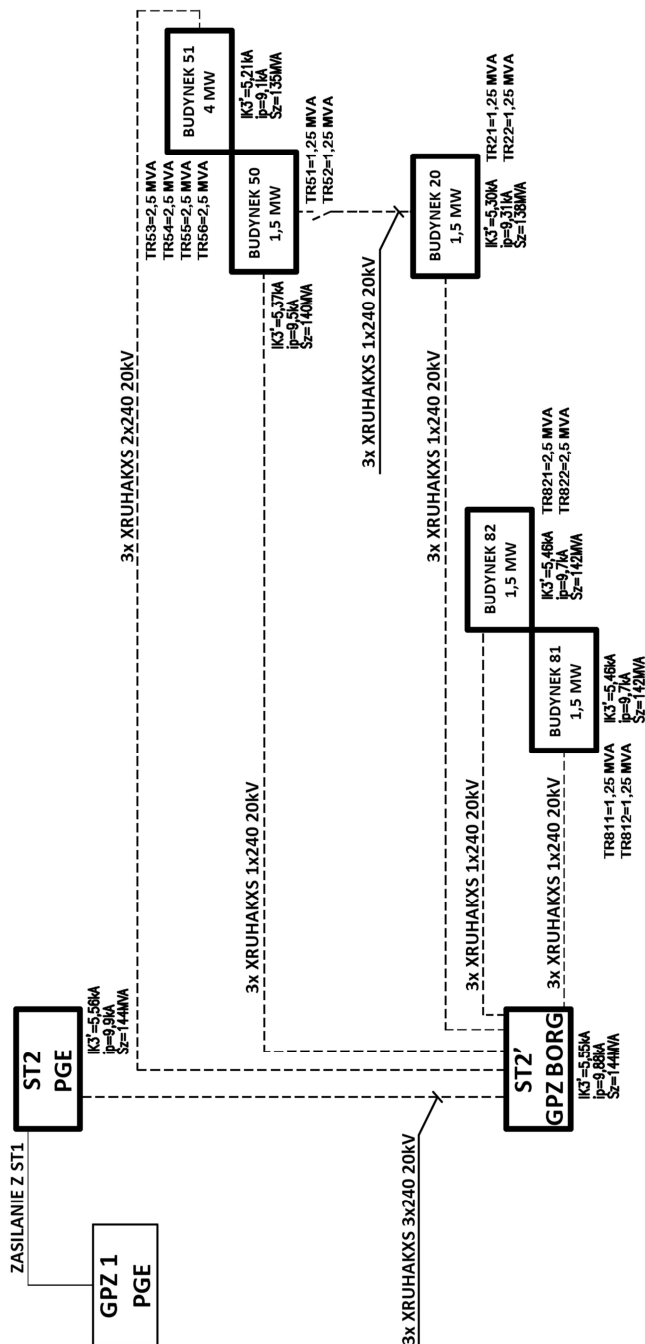 ZASILANIE Z ST1
GPZ 1
PGE
ST2
PGE
IK3"=5,56kA
ip=9,9kA
Sz=144MVA
3x XRUHAKXS 3x240 20kV
ST2'
GPZ BORG
IK3"=5,55kA
ip=9,88kA
Sz=144MVA
3x XRUHAKXS 2x240 20kV
3x XRUHAKXS 1x240 20kV
3x XRUHAKXS 1x240 20kV
3x XRUHAKXS 1x240 20kV
3x XRUHAKXS 1x240 20kV
3x XRUHAKXS 1x240 20kV
TR53=2,5 MVA
TR54=2,5 MVA
TR55=2,5 MVA
TR56=2,5 MVA
BUDYNEK 51
4 MW
IK3"=5,21kA
ip=9,1kA
Sz=135MVA
BUDYNEK 50
1,5 MW
IK3"=5,37kA
ip=9,5kA
Sz=140MVA
TR51=1,25 MVA
TR52=1,25 MVA
BUDYNEK 20
1,5 MW
IK3"=5,30kA
ip=9,31kA
Sz=138MVA
TR21=1,25 MVA
TR22=1,25 MVA
BUDYNEK 82
1,5 MW
IK3"=5,46kA
ip=9,7kA
Sz=142MVA
TR821=2,5 MVA
TR822=2,5 MVA
BUDYNEK 81
1,5 MW
IK3"=5,46kA
ip=9,7kA
Sz=142MVA
TR811=1,25 MVA
TR812=1,25 MVA